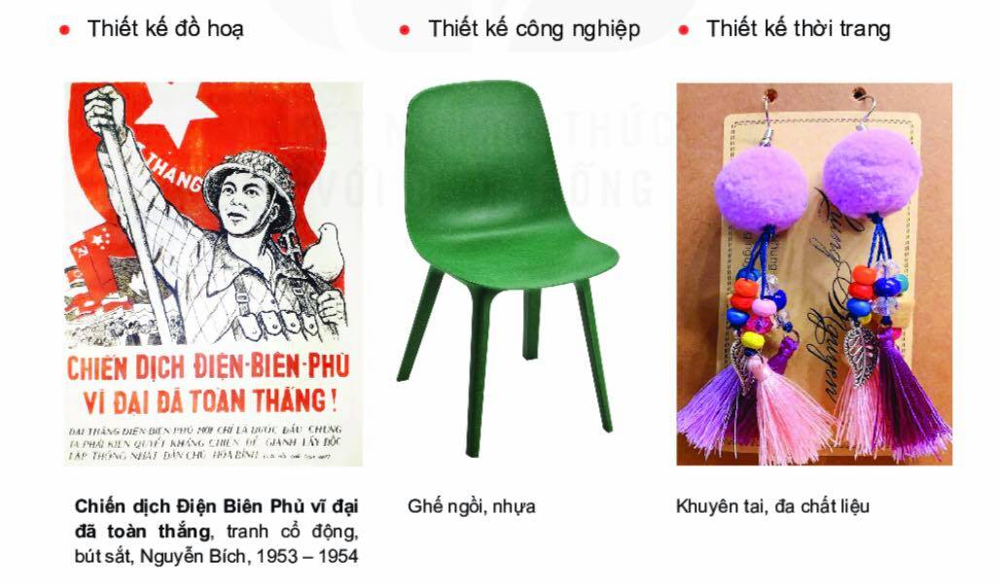 Thiết kế đồ hoạ
Thiết kế công nghiệp
Thiết kế thời trang
THẮNG
CHIẾN DỊCH ĐIỆN-BIÊN-PHỦ
VĨ ĐẠI ĐÃ TOÀN THẮNG!
ĐẠI THẮNG ĐIỆN BIÊN PHỦ MỚI CHỈ LÀ BƯỚC ĐẦU CHÚNG
TA PHẢI KIÊN QUYẾT KHÁNG CHIẾN ĐỂ GIÀNH LẤY ĐỘC
LẬP THỐNG NHẤT DÂN CHỦ HÒA BÌNH
Chiến dịch Điện Biên Phủ vĩ đại
đã toàn thắng, tranh cổ động,
bút sắt, Nguyễn Bích, 1953 – 1954
Ghế ngồi, nhựa
Khuyên tai, đa chất liệu